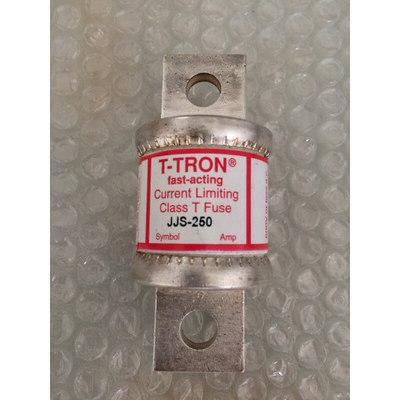 T-TRON®
fast-acting
Current Limiting
Class T Fuse
JJS-250
Symbol Amp